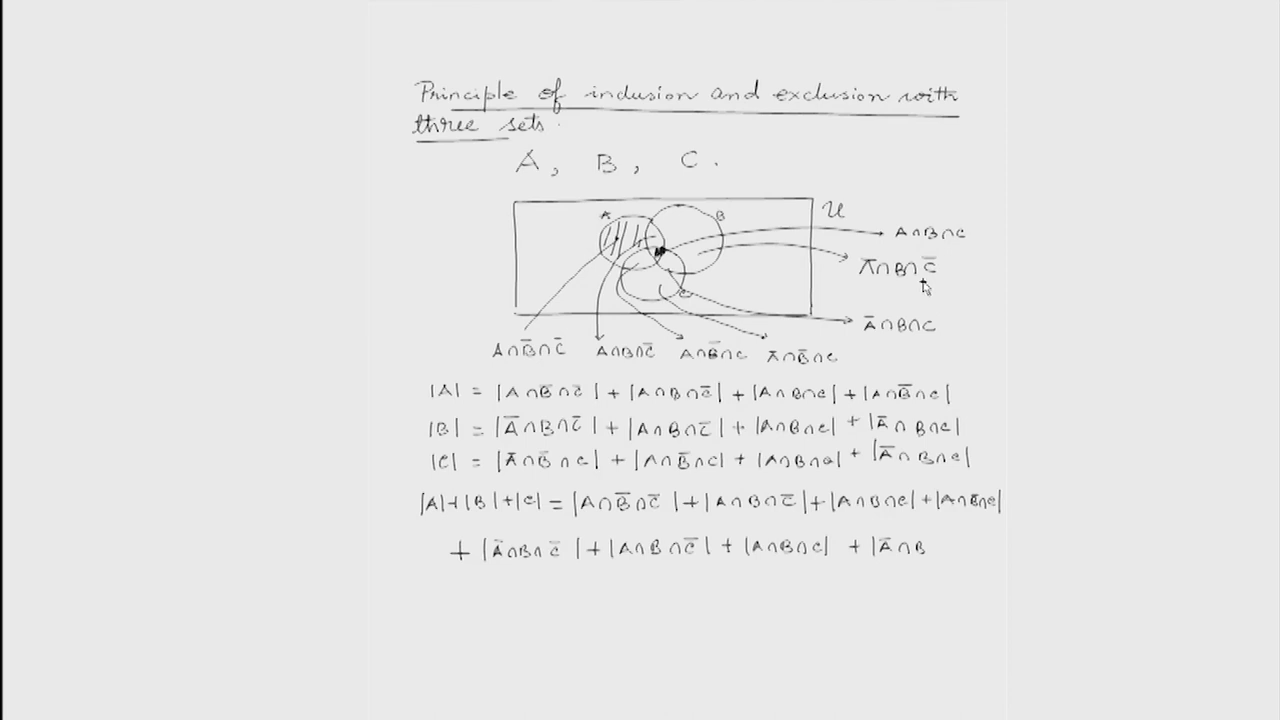 Principle of inclusion and exclusion with
three sets.
A, B, C.
A B U
A∩B∩C
A̅∩B∩C̅
C
A̅∩B∩C
A∩B̅∩C̅ A∩B∩C̅ A∩B̅∩C A̅∩B̅∩C
|A| = |A∩B̅∩C̅| + |A∩B∩C̅| + |A∩B∩C| + |A∩B̅∩C|
|B| = |A̅∩B∩C̅| + |A∩B∩C̅| + |A∩B∩C| + |A̅∩B∩C|
|C| = |A̅∩B̅∩C| + |A∩B̅∩C| + |A∩B∩C| + |A̅∩B∩C|
|A|+|B|+|C| = |A∩B̅∩C̅| + |A∩B∩C̅| + |A∩B∩C| + |A∩B̅∩C|
+ |A̅∩B∩C̅| + |A∩B∩C̅| + |A∩B∩C| + |A̅∩B